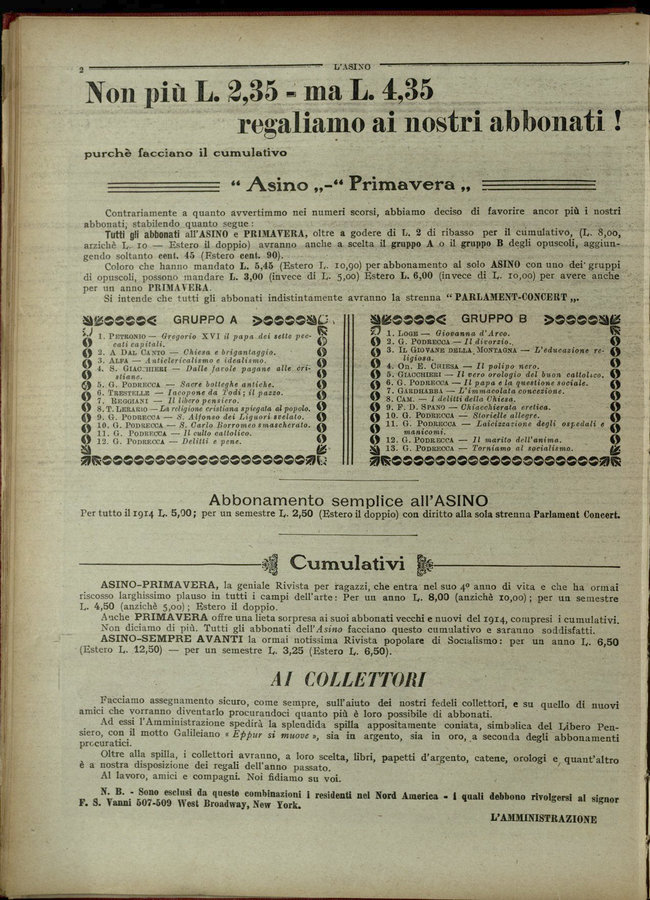 2
L'ASINO
Non più L. 2,35 - ma L. 4,35
regaliamo ai nostri abbonati !
purchè facciano il cumulativo
“ Asino „-“ Primavera „
Contrariamente a quanto avvertimmo nei numeri scorsi, abbiamo deciso di favorire ancor più i nostri
abbonati, stabilendo quanto segue :
Tutti gli abbonati all'ASINO e PRIMAVERA, oltre a godere di L. 2 di ribasso per il cumulativo, (L. 8,00,
anzichè L. 10 — Estero il doppio) avranno anche a scelta il gruppo A o il gruppo B degli opuscoli, aggiun-
gendo soltanto cent. 45 (Estero cent. 90).
Coloro che hanno mandato L. 5,45 (Estero L. 10,90) per abbonamento al solo ASINO con uno dei gruppi
di opuscoli, possono mandare L. 3,00 (invece di L. 5,00) Estero L. 6,00 (invece di L. 10,00) per avere anche
per un anno PRIMAVERA.
Si intende che tutti gli abbonati indistintamente avranno la strenna “ PARLAMENT-CONCERT „.
GRUPPO A
1. PETRONIO — Gregorio XVI il papa dei sette pec-
cati capitali.
2. A DAL CANTO — Chiesa e brigantaggio.
3. ALFA — Anticlericalismo e idealismo.
4. S. GIACHIERI — Dalle favole pagane alle cri-
stiane.
5. G. PODRECCA — Sacre botteghe antiche.
6. TRESTELLE — Iacopone da Todi; il pazzo.
7. REGGIANI — Il libero pensiero.
8. T. LERARIO — La religione cristiana spiegata al popolo.
9. G. PODRECCA — S. Alfonso dei Liguori svelato.
10. G. PODRECCA — S. Carlo Borromeo smascherato.
11. G. PODRECCA — Il culto cattolico.
12. G. PODRECCA — Delitti e pene.
GRUPPO B
1. LOGE — Giovanna d'Arco.
2. G. PODRECCA — Il divorzio.
3. IL GIOVANE DELLA MONTAGNA — L'educazione re-
ligiosa.
4. ON. E. CHIESA — Il polipo nero.
5. GIACCHIERI — Il vero orologio del buon cattolico.
6. G. PODRECCA — Il papa e la questione sociale.
7. GARDHABBA — L'immacolata concezione.
8. CAM. — I delitti della Chiesa.
9. F. D. SPANO — Chiacchierata eretica.
10. G. PODRECCA — Storielle allegre.
11. G. PODRECCA — Laicizzazione degli ospedali e
manicomi.
12. G. PODRECCA — Il marito dell'anima.
13. G. PODRECCA — Torniamo al socialismo.
Abbonamento semplice all'ASINO
Per tutto il 1914 L. 5,00; per un semestre L. 2,50 (Estero il doppio) con diritto alla sola strenna Parlament Concert.
Cumulativi
ASINO-PRIMAVERA, la geniale Rivista per ragazzi, che entra nel suo 4° anno di vita e che ha ormai
riscosso larghissimo plauso in tutti i campi dell'arte: Per un anno L. 8,00 (anzichè 10,00); per un semestre
L. 4,50 (anzichè 5,00); Estero il doppio.
Anche PRIMAVERA offre una lieta sorpresa ai suoi abbonati vecchi e nuovi del 1914, compresi i cumulativi.
Non diciamo di più. Tutti gli abbonati dell'Asino facciano questo cumulativo e saranno soddisfatti.
ASINO-SEMPRE AVANTI la ormai notissima Rivista popolare di Socialismo: per un anno L. 6,50
(Estero L. 12,50) — per un semestre L. 3,25 (Estero L. 6,50).
AI COLLETTORI
Facciamo assegnamento sicuro, come sempre, sull'aiuto dei nostri fedeli collettori, e su quello di nuovi
amici che vorranno diventarlo procurandoci quanto più è loro possibile di abbonati.
Ad essi l'Amministrazione spedirà la splendida spilla appositamente coniata, simbolica del Libero Pen-
siero, con il motto Galileiano « Eppur si muove », sia in argento, sia in oro, a seconda degli abbonamenti
procuratici.
Oltre alla spilla, i collettori avranno, a loro scelta, libri, papetti d'argento, catene, orologi e quant'altro
è a nostra disposizione dei regali dell'anno passato.
Al lavoro, amici e compagni. Noi fidiamo su voi.
N. B. - Sono esclusi da queste combinazioni i residenti nel Nord America - i quali debbono rivolgersi al signor
F. S. Vanni 507-509 West Broadway, New York.
L'AMMINISTRAZIONE